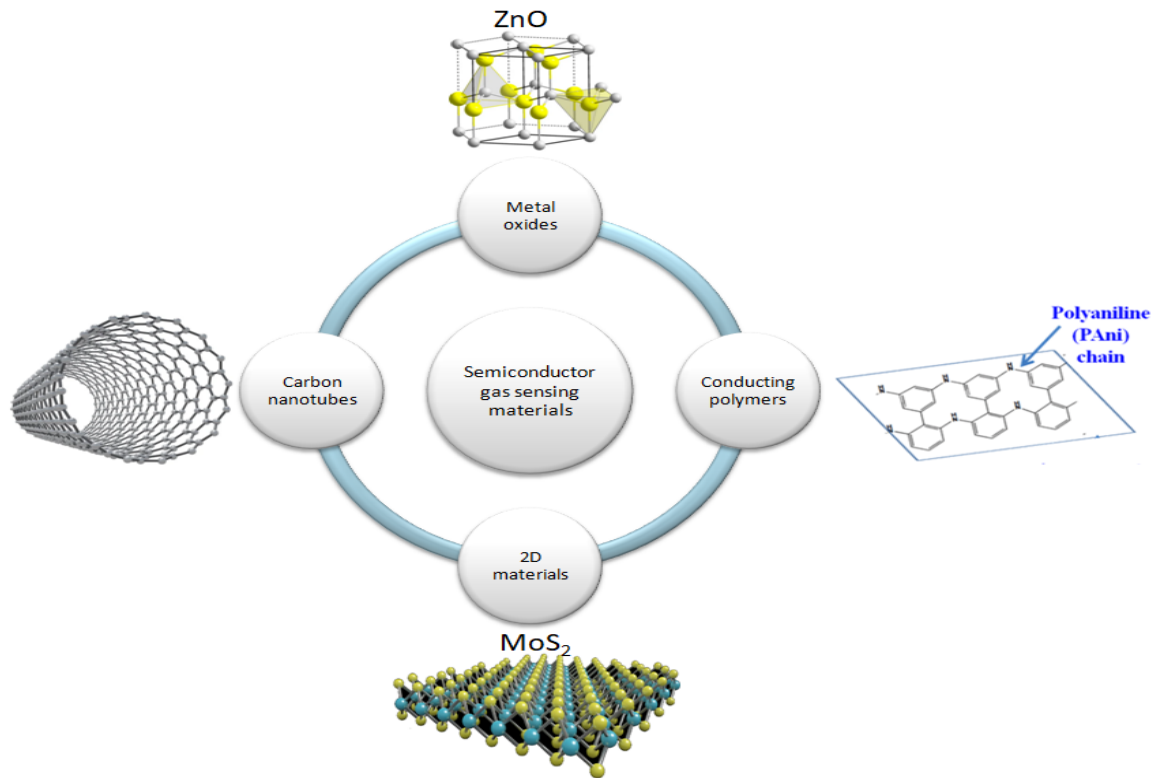 ZnO
Metal
oxides
Carbon
nanotubes
Semiconductor
gas sensing
materials
Conducting
polymers
Polyaniline
(PAni)
chain
2D
materials
MoS₂